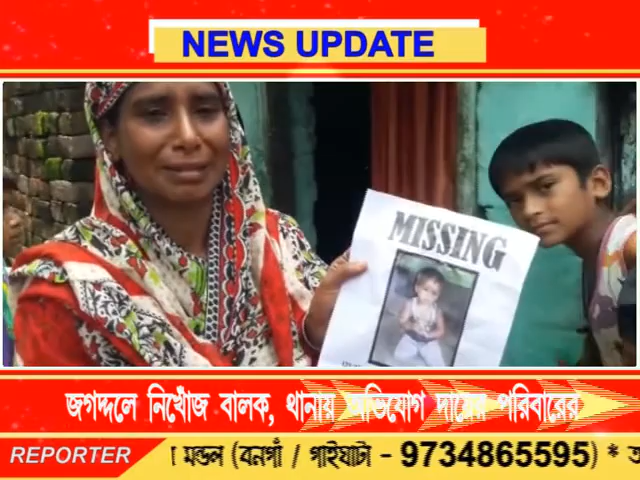 NEWS UPDATE
MISSING
জগদ্দলে নিখোঁজ বালক, থানায় অভিযোগ দায়ের পরিবারের
REPORTER
মন্ডল (বনগাঁ / গাইঘাটা - 9734865595) *